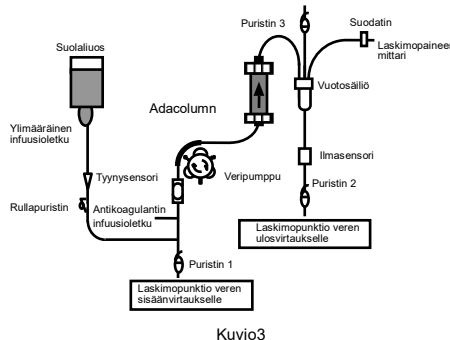 Puristin 3
Suolaliuos
Suodatin
Laskimopaineen
mittari
Vuotosäiliö
Adacolumn
Ylimääräinen
infuusioletku
Ilmasensori
Tyynysensori
Veripumppu
Puristin 2
Rullapuristin
Antikoagulantin
infuusioletku
Laskimopunktio veren
ulosvirtaukselle
Puristin 1
Laskimopunktio veren
sisäänvirtaukselle
Kuvio3